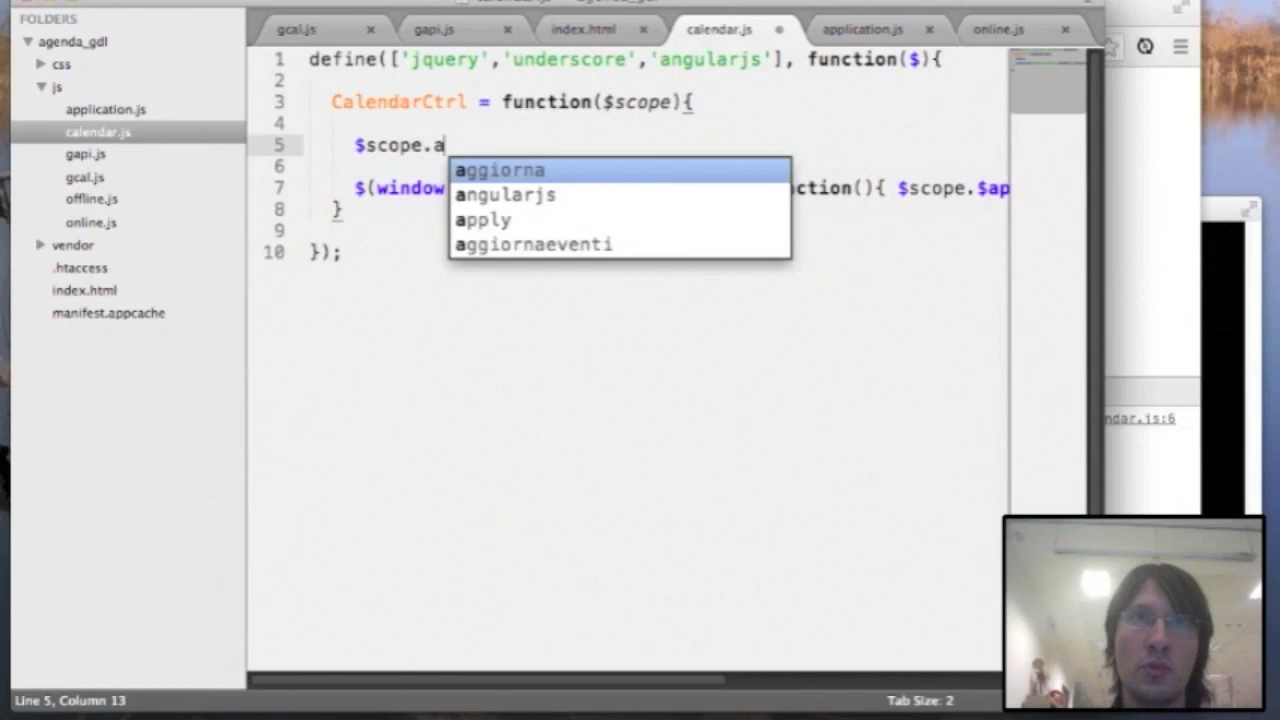 FOLDERS
agenda_gdl
css
js
application.js
calendar.js
gapi.js
gcal.js
offline.js
online.js
vendor
.htaccess
index.html
manifest.appcache
gcal.js × gapi.js × index.html × calendar.js application.js × online.js ×
1 define(['jquery','underscore','angularjs'], function($){
2
3 CalendarCtrl = function($scope){
4
5 $scope.a
6
7 $(window nction(){ $scope.$ap
8 }
9
10 });
aggiorna
angularjs
apply
aggiornaeventi
ndar.js:6
Line 5, Column 13
Tab Size: 2